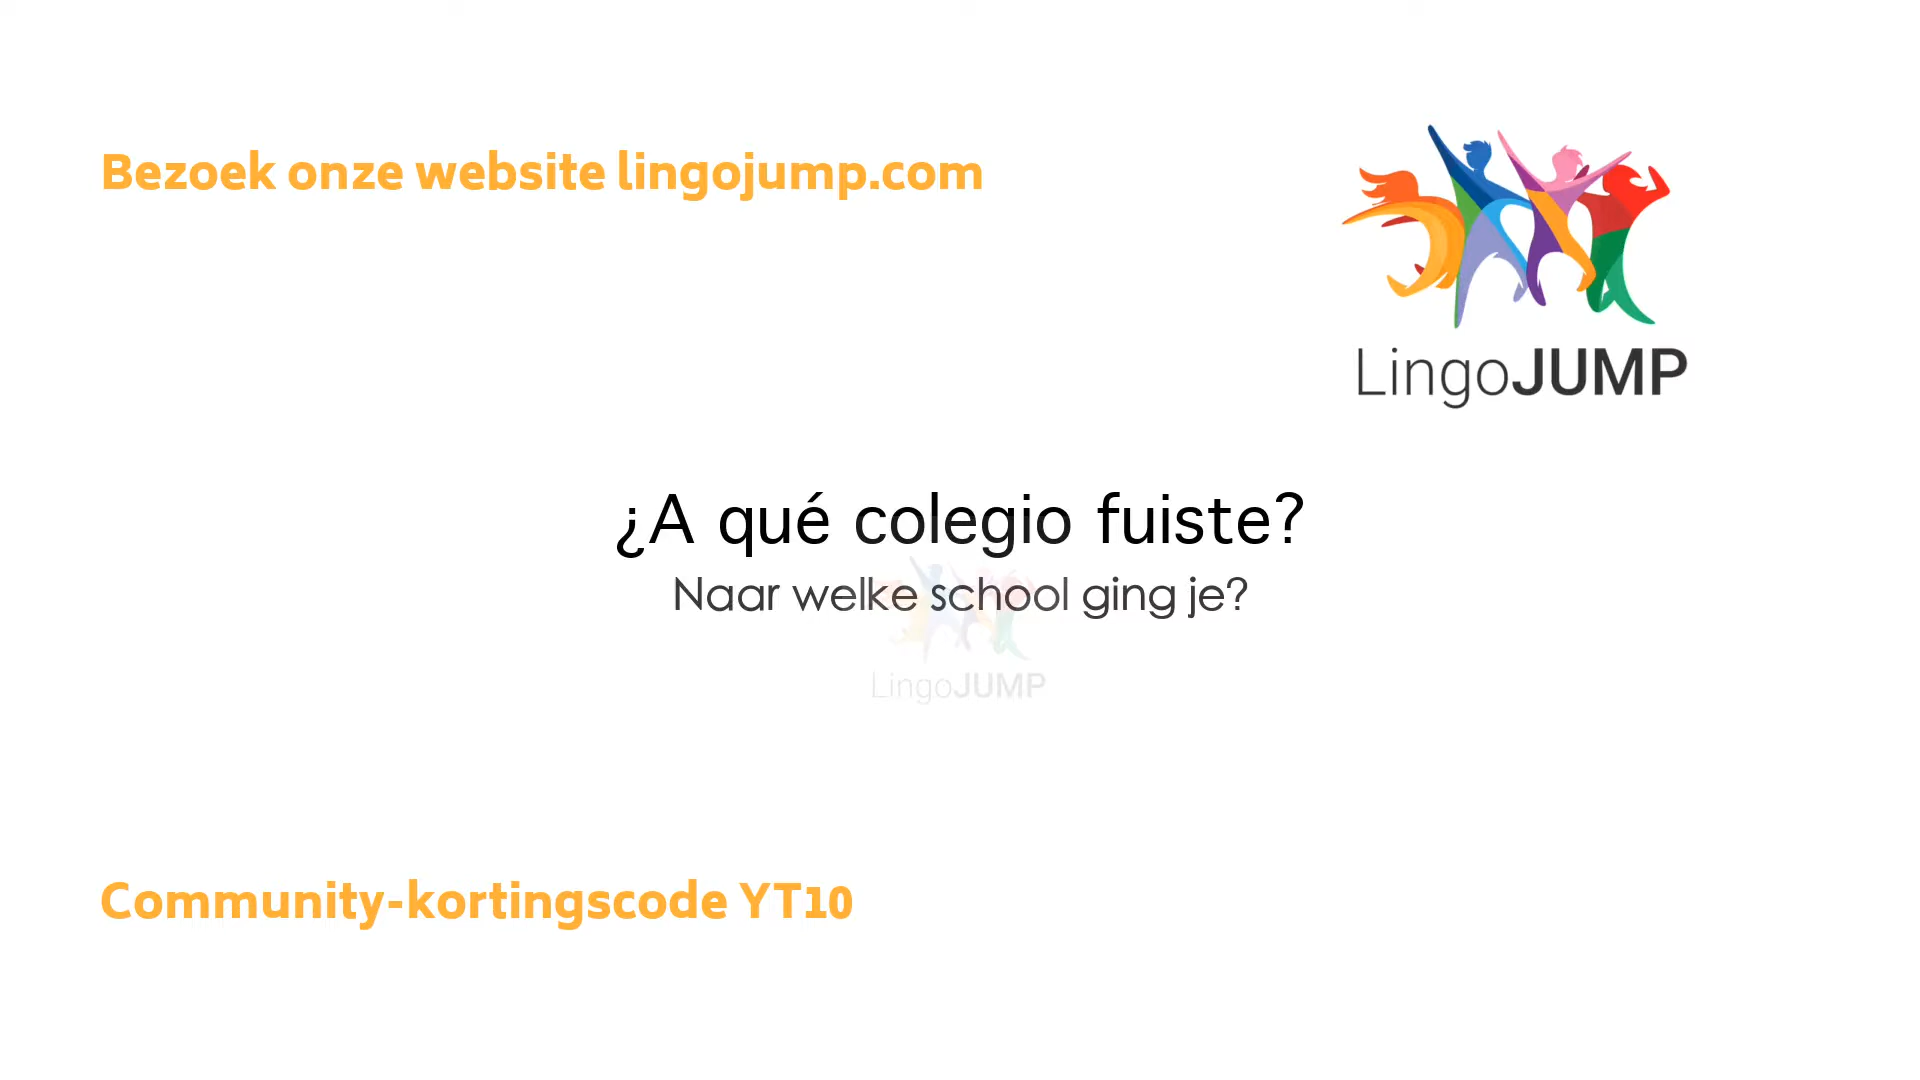 Bezoek onze website lingojump.com
LingoJUMP
¿A qué colegio fuiste?
Naar welke school ging je?
LingoJUMP
Community-kortingscode YT10